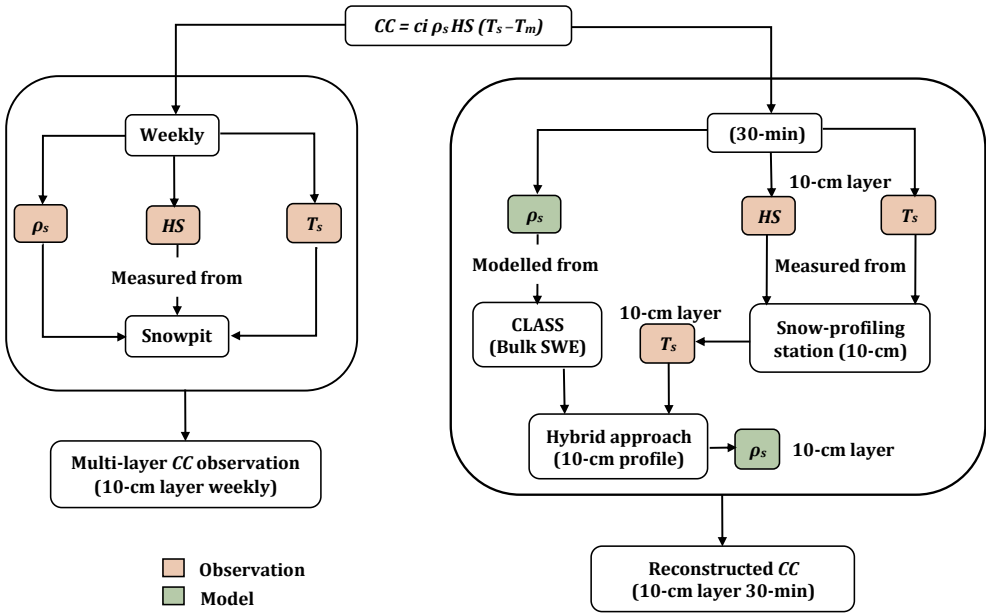 CC = ci ρs HS (Ts – Tm)
Weekly
ρs
HS
Ts
Measured from
Snowpit
Multi-layer CC observation
(10-cm layer weekly)
(30-min)
10-cm layer
ρs
HS
Ts
Modelled from
Measured from
CLASS
(Bulk SWE)
10-cm layer
Ts
Snow-profiling
station (10-cm)
Hybrid approach
(10-cm profile)
ρs
10-cm layer
Reconstructed CC
(10-cm layer 30-min)
Observation
Model